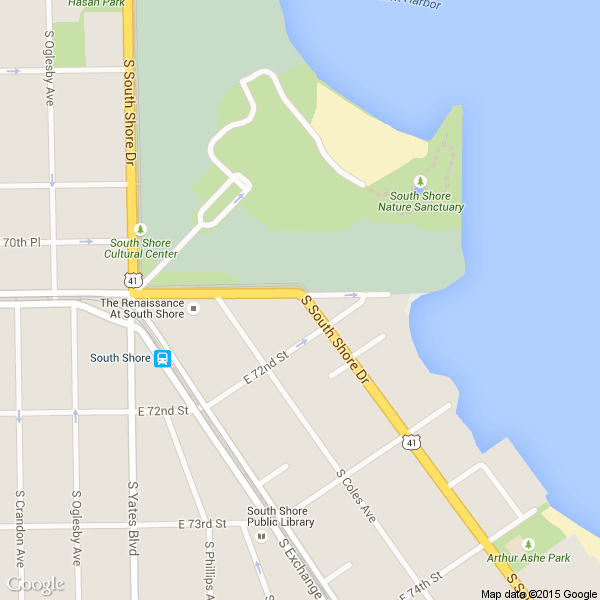 Hasan Park
Harbor
S Oglesby Ave
S South Shore Dr
South Shore
Nature Sanctuary
70th Pl
South Shore
Cultural Center
41
The Renaissance
At South Shore
S South Shore Dr
South Shore
E 72nd St
E 72nd St
41
S Coles Ave
South Shore
Public Library
E 73rd St
S Crandon Ave
S Oglesby Ave
S Yates Blvd
S Phillips A
S Exchange
E 74th St
Arthur Ashe Park
S S
Google
Map data ©2015 Google